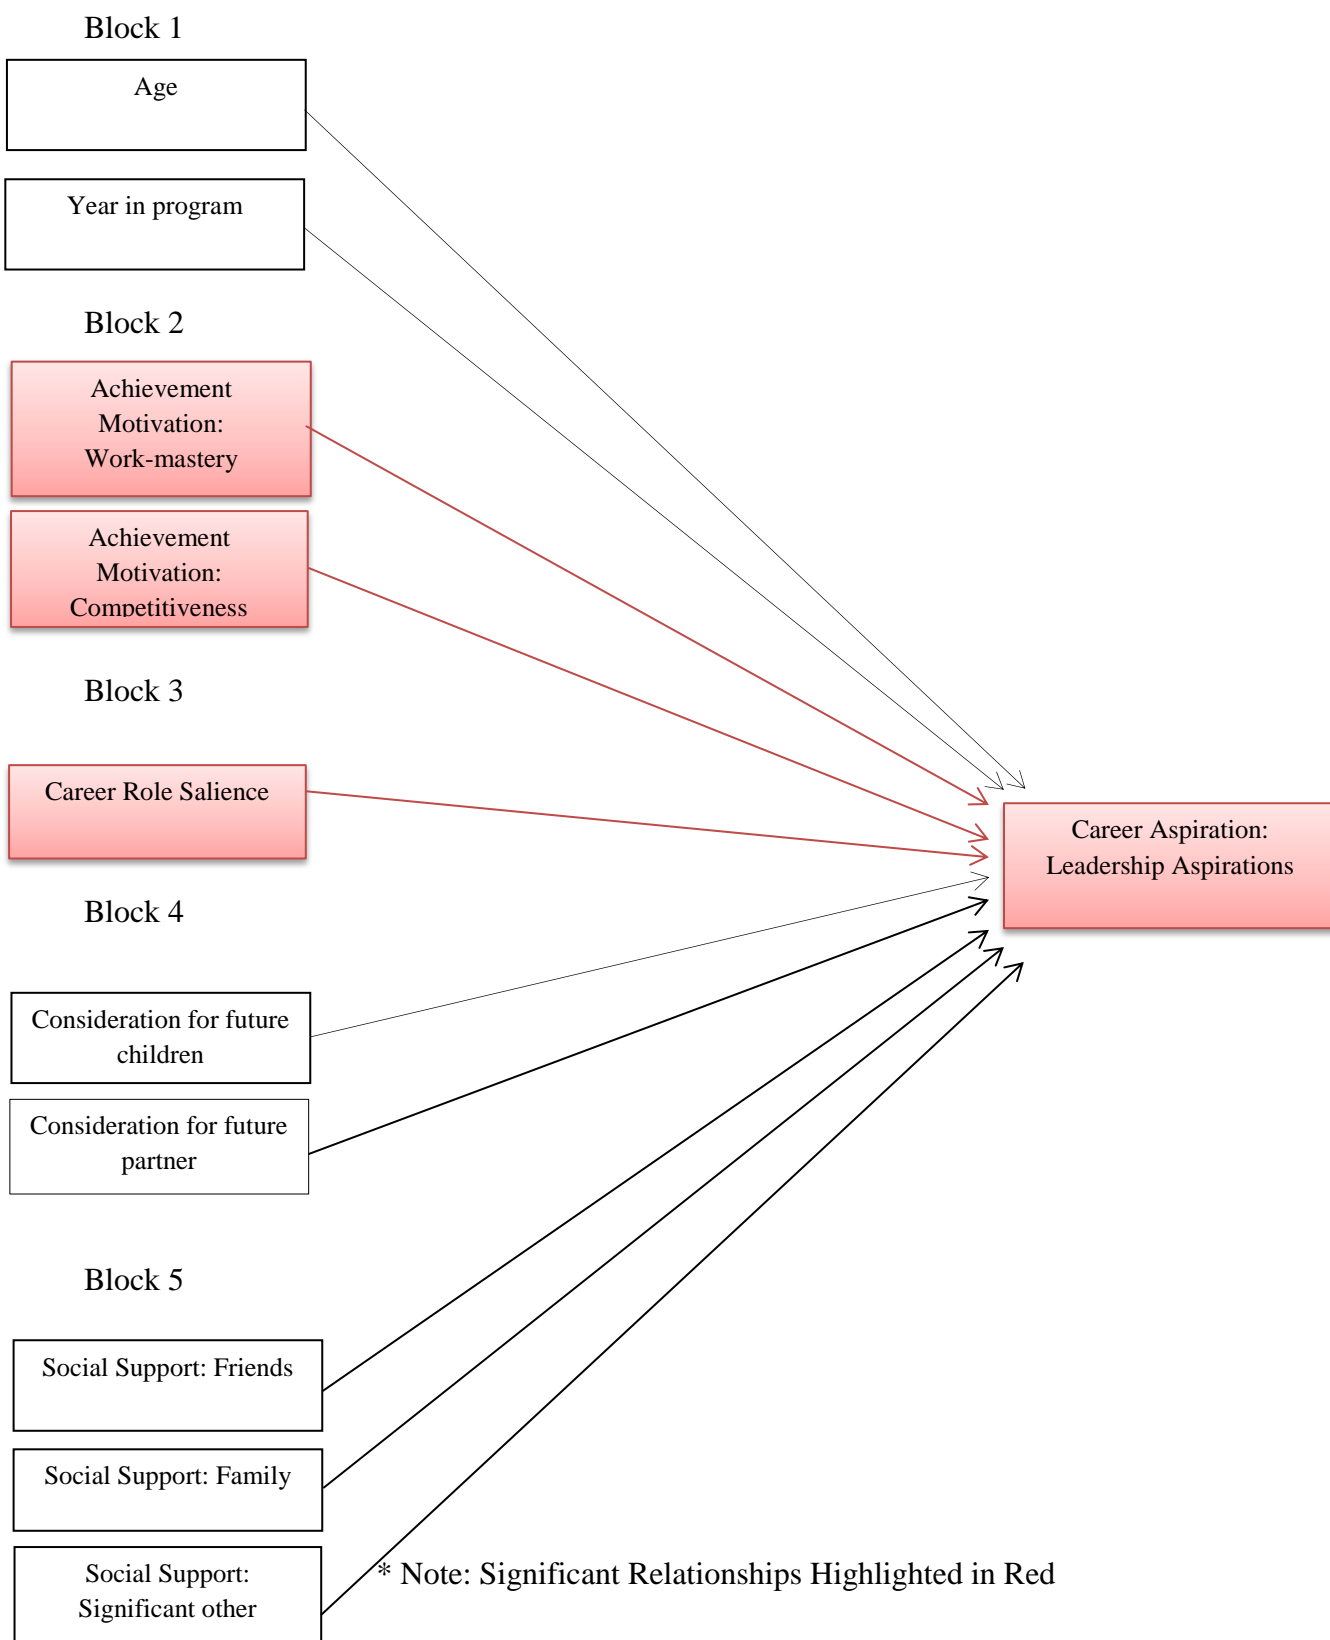 Block 1
Age
Year in program
Block 2
Achievement
Motivation:
Work-mastery
Achievement
Motivation:
Competitiveness
Block 3
Career Role Salience
Career Aspiration:
Leadership Aspirations
Block 4
Consideration for future
children
Consideration for future
partner
Block 5
Social Support: Friends
Social Support: Family
Social Support:
Significant other
* Note: Significant Relationships Highlighted in Red